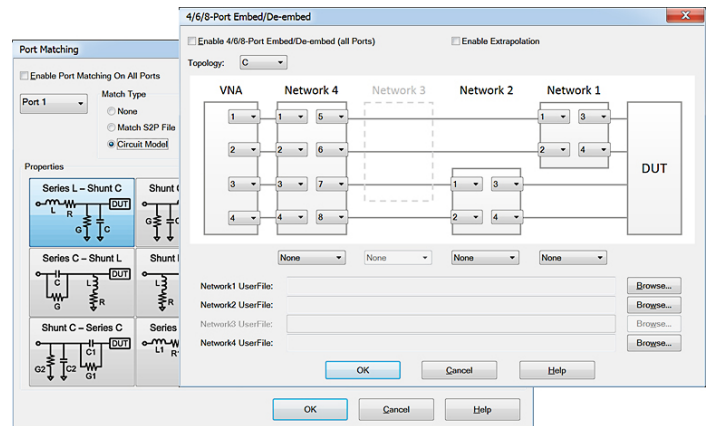 Port Matching
Enable Port Matching On All Ports
Port 1
Match Type
None
Match S2P File
Circuit Model
Properties
Series L – Shunt C
DUT
L
R
G
C
Shunt
G
Series C – Shunt L
DUT
C
L
G
R
Shunt
L
R
Shunt C – Series C
DUT
C1
G2
C2
G1
Series
L1
R1
OK
Cancel
Help
4/6/8-Port Embed/De-embed
Enable 4/6/8-Port Embed/De-embed (all Ports)
Enable Extrapolation
Topology: C
VNA Network 4 Network 3 Network 2 Network 1
1 1 5 1 3
2 2 6 2 4
DUT
3 3 7 1 3
4 4 8 2 4
None None None None
Network1 UserFile: Browse...
Network2 UserFile: Browse...
Network3 UserFile: Browse...
Network4 UserFile: Browse...
OK Cancel Help